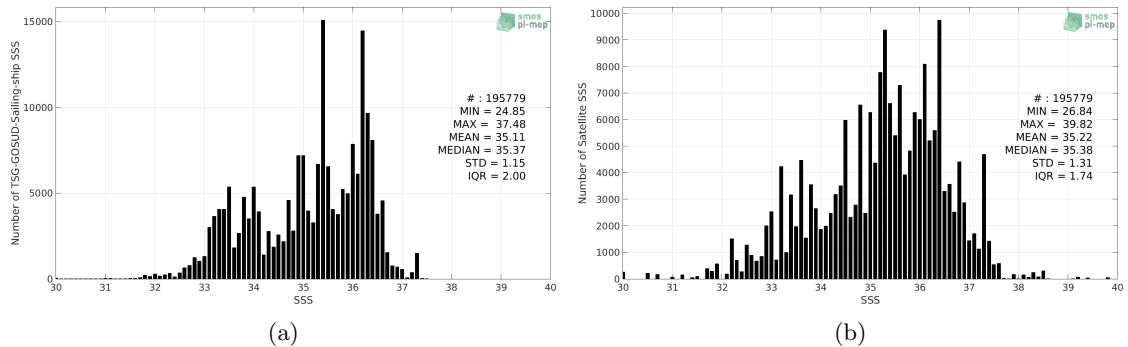 15000
10000
5000
0
30 31 32 33 34 35 36 37 38 39 40
SSS
Number of TSG-GOSUD-Sailing-ship SSS
smos
pi-mep
# : 195779
MIN = 24.85
MAX = 37.48
MEAN = 35.11
MEDIAN = 35.37
STD = 1.15
IQR = 2.00
(a)
10000
9000
8000
7000
6000
5000
4000
3000
2000
1000
0
30 31 32 33 34 35 36 37 38 39 40
SSS
Number of Satellite SSS
smos
pi-mep
# : 195779
MIN = 26.84
MAX = 39.82
MEAN = 35.22
MEDIAN = 35.38
STD = 1.31
IQR = 1.74
(b)